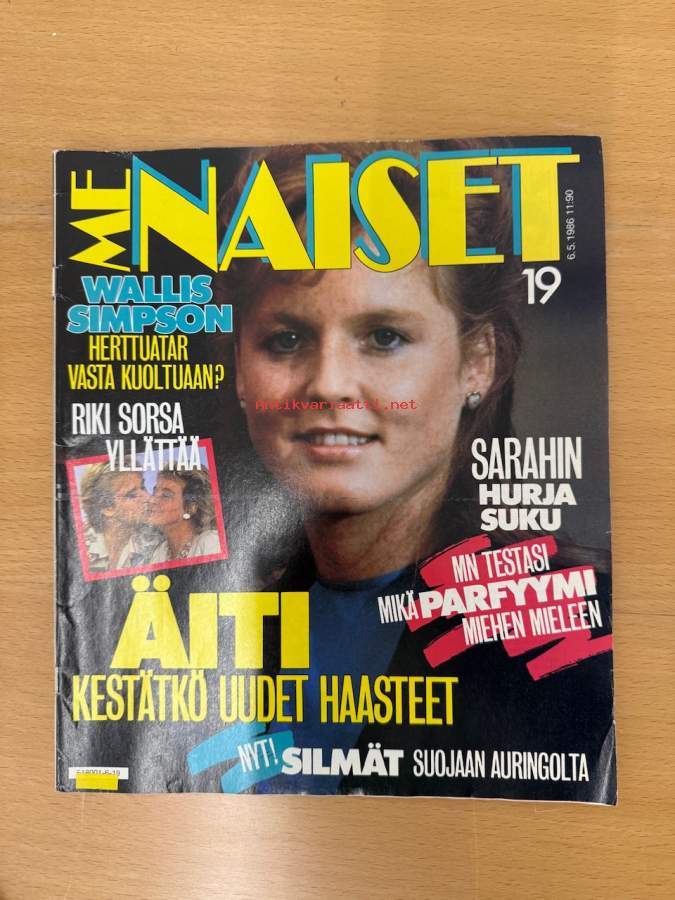 ME NAISET
6.5.1986 11:90
19
WALLIS
SIMPSON
HERTTUATAR
VASTA KUOLTUAAN?
RIKI SORSA
YLLÄTTÄÄ
Antikvariaatti.net
SARAHIN
HURJA
SUKU
MN TESTASI
MIKÄ PARFYYMI
MIEHEN MIELEEN
ÄITI
KESTÄTKÖ UUDET HAASTEET
NYT! SILMÄT SUOJAAN AURINGOLTA